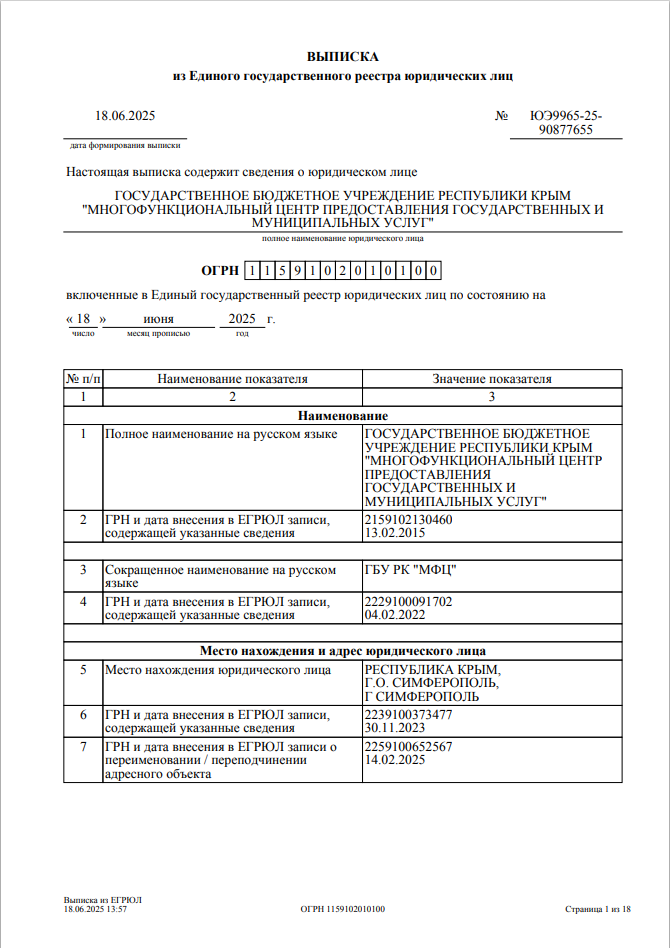 ВЫПИСКА
из Единого государственного реестра юридических лиц
18.06.2025 № ЮЭ9965-25-
90877655
дата формирования выписки
Настоящая выписка содержит сведения о юридическом лице
ГОСУДАРСТВЕННОЕ БЮДЖЕТНОЕ УЧРЕЖДЕНИЕ РЕСПУБЛИКИ КРЫМ
"МНОГОФУНКЦИОНАЛЬНЫЙ ЦЕНТР ПРЕДОСТАВЛЕНИЯ ГОСУДАРСТВЕННЫХ И
МУНИЦИПАЛЬНЫХ УСЛУГ"
полное наименование юридического лица
ОГРН 1 1 5 9 1 0 2 0 1 0 1 0 0
включенные в Единый государственный реестр юридических лиц по состоянию на
« 18 » июня 2025 г.
число месяц прописью год
№ п/п Наименование показателя Значение показателя
1 2 3
Наименование
1 Полное наименование на русском языке ГОСУДАРСТВЕННОЕ БЮДЖЕТНОЕ
УЧРЕЖДЕНИЕ РЕСПУБЛИКИ КРЫМ
"МНОГОФУНКЦИОНАЛЬНЫЙ ЦЕНТР
ПРЕДОСТАВЛЕНИЯ
ГОСУДАРСТВЕННЫХ И
МУНИЦИПАЛЬНЫХ УСЛУГ"
2 ГРН и дата внесения в ЕГРЮЛ записи, 2159102130460
содержащей указанные сведения 13.02.2015
3 Сокращенное наименование на русском ГБУ РК "МФЦ"
языке
4 ГРН и дата внесения в ЕГРЮЛ записи, 2229100091702
содержащей указанные сведения 04.02.2022
Место нахождения и адрес юридического лица
5 Место нахождения юридического лица РЕСПУБЛИКА КРЫМ,
Г.О. СИМФЕРОПОЛЬ,
Г СИМФЕРОПОЛЬ
6 ГРН и дата внесения в ЕГРЮЛ записи, 2239100373477
содержащей указанные сведения 30.11.2023
7 ГРН и дата внесения в ЕГРЮЛ записи о 2259100652567
переименовании / переподчинении 14.02.2025
адресного объекта
Выписка из ЕГРЮЛ
18.06.2025 13:57 ОГРН 1159102010100 Страница 1 из 18